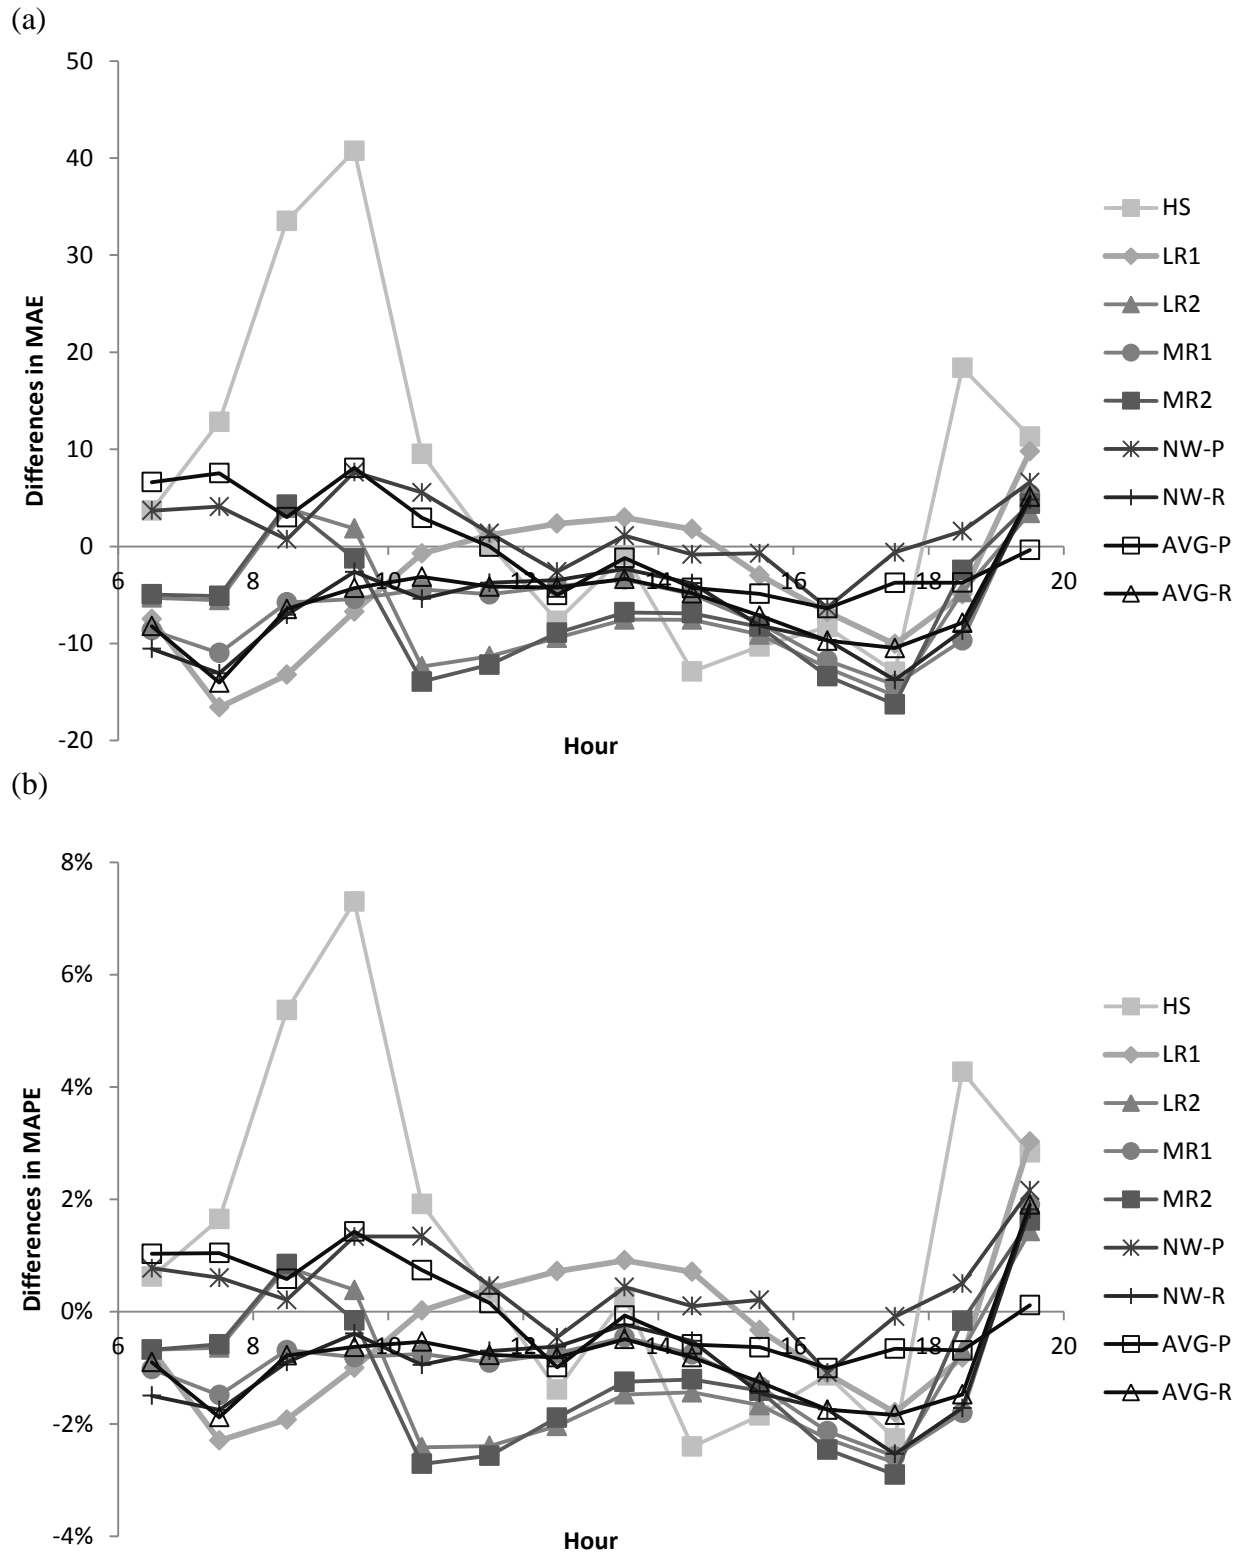 (a)
50
40
30
20
10
0
-10
-20
6
8
10
12
14
16
18
20
Differences in MAE
Hour
HS
LR1
LR2
MR1
MR2
NW-P
NW-R
AVG-P
AVG-R
(b)
8%
6%
4%
2%
0%
-2%
-4%
6
8
10
12
14
16
18
20
Differences in MAPE
Hour
HS
LR1
LR2
MR1
MR2
NW-P
NW-R
AVG-P
AVG-R